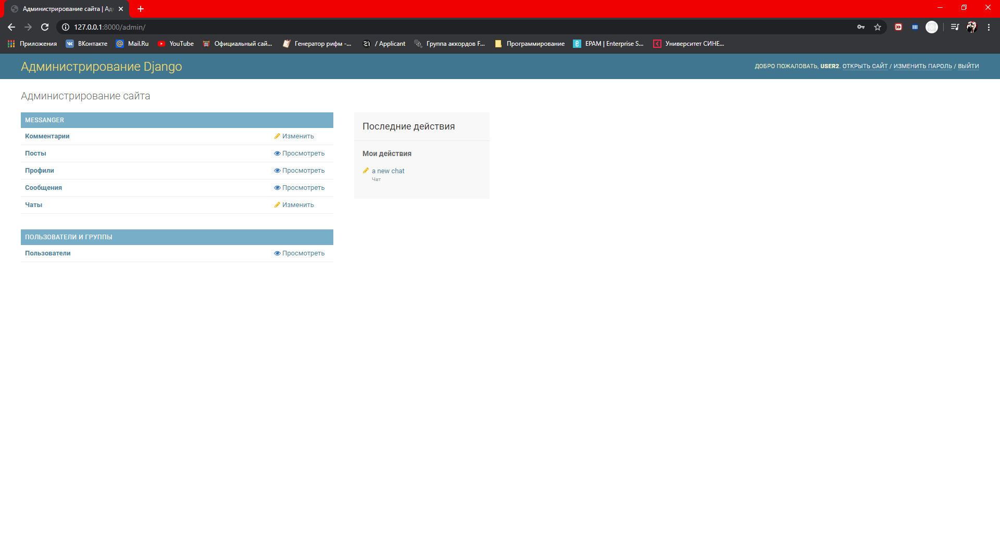 Администрирование сайта | Ад
127.0.0.1:8000/admin/
Приложения ВКонтакте Mail.Ru YouTube Официальный сай... Генератор рифм -... / Applicant Группа аккордов F... Программирование EPAM | Enterprise S... Университет СИНЕ...
Администрирование Django
ДОБРО ПОЖАЛОВАТЬ, USER2. ОТКРЫТЬ САЙТ / ИЗМЕНИТЬ ПАРОЛЬ / ВЫЙТИ
Администрирование сайта
MESSANGER
Комментарии Изменить
Посты Просмотреть
Профили Просмотреть
Сообщения Просмотреть
Чаты Изменить
ПОЛЬЗОВАТЕЛИ И ГРУППЫ
Пользователи Просмотреть
Последние действия
Мои действия
a new chat
Чат